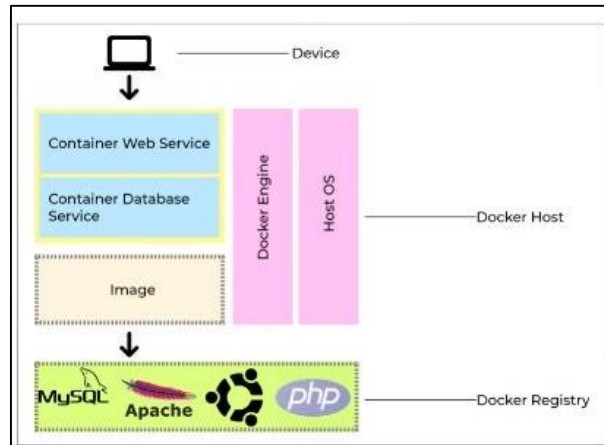 Device
Container Web Service
Container Database
Service
Docker Engine
Host OS
Docker Host
Image
MySQL
Apache
php
Docker Registry